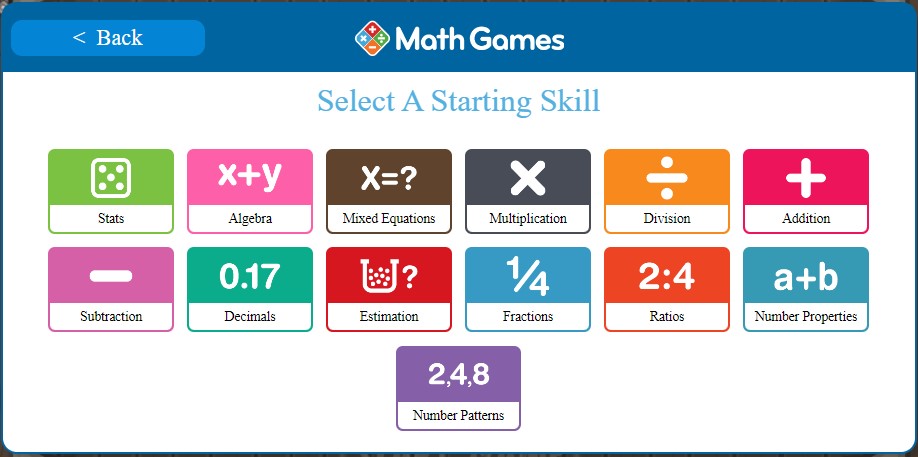 < Back
Math Games
Select A Starting Skill
x+y
X=?
Stats
Algebra
Mixed Equations
Multiplication
Division
Addition
0.17
?
1/4
2:4
a+b
Subtraction
Decimals
Estimation
Fractions
Ratios
Number Properties
2,4,8
Number Patterns